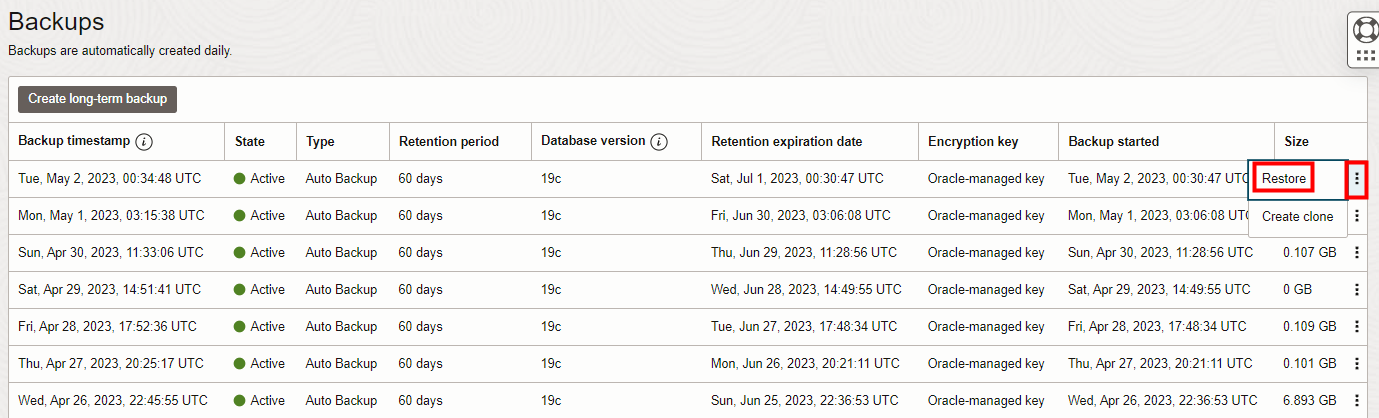 Backups
Backups are automatically created daily.
Create long-term backup
Backup timestamp i State Type Retention period Database version i Retention expiration date Encryption key Backup started Size
Tue, May 2, 2023, 00:34:48 UTC Active Auto Backup 60 days 19c Sat, Jul 1, 2023, 00:30:47 UTC Oracle-managed key Tue, May 2, 2023, 00:30:47 UTC Restore
Mon, May 1, 2023, 03:15:38 UTC Active Auto Backup 60 days 19c Fri, Jun 30, 2023, 03:06:08 UTC Oracle-managed key Mon, May 1, 2023, 03:06:08 UTC Create clone
Sun, Apr 30, 2023, 11:33:06 UTC Active Auto Backup 60 days 19c Thu, Jun 29, 2023, 11:28:56 UTC Oracle-managed key Sun, Apr 30, 2023, 11:28:56 UTC 0.107 GB
Sat, Apr 29, 2023, 14:51:41 UTC Active Auto Backup 60 days 19c Wed, Jun 28, 2023, 14:49:55 UTC Oracle-managed key Sat, Apr 29, 2023, 14:49:55 UTC 0 GB
Fri, Apr 28, 2023, 17:52:36 UTC Active Auto Backup 60 days 19c Tue, Jun 27, 2023, 17:48:34 UTC Oracle-managed key Fri, Apr 28, 2023, 17:48:34 UTC 0.109 GB
Thu, Apr 27, 2023, 20:25:17 UTC Active Auto Backup 60 days 19c Mon, Jun 26, 2023, 20:21:11 UTC Oracle-managed key Thu, Apr 27, 2023, 20:21:11 UTC 0.101 GB
Wed, Apr 26, 2023, 22:45:55 UTC Active Auto Backup 60 days 19c Sun, Jun 25, 2023, 22:36:53 UTC Oracle-managed key Wed, Apr 26, 2023, 22:36:53 UTC 6.893 GB